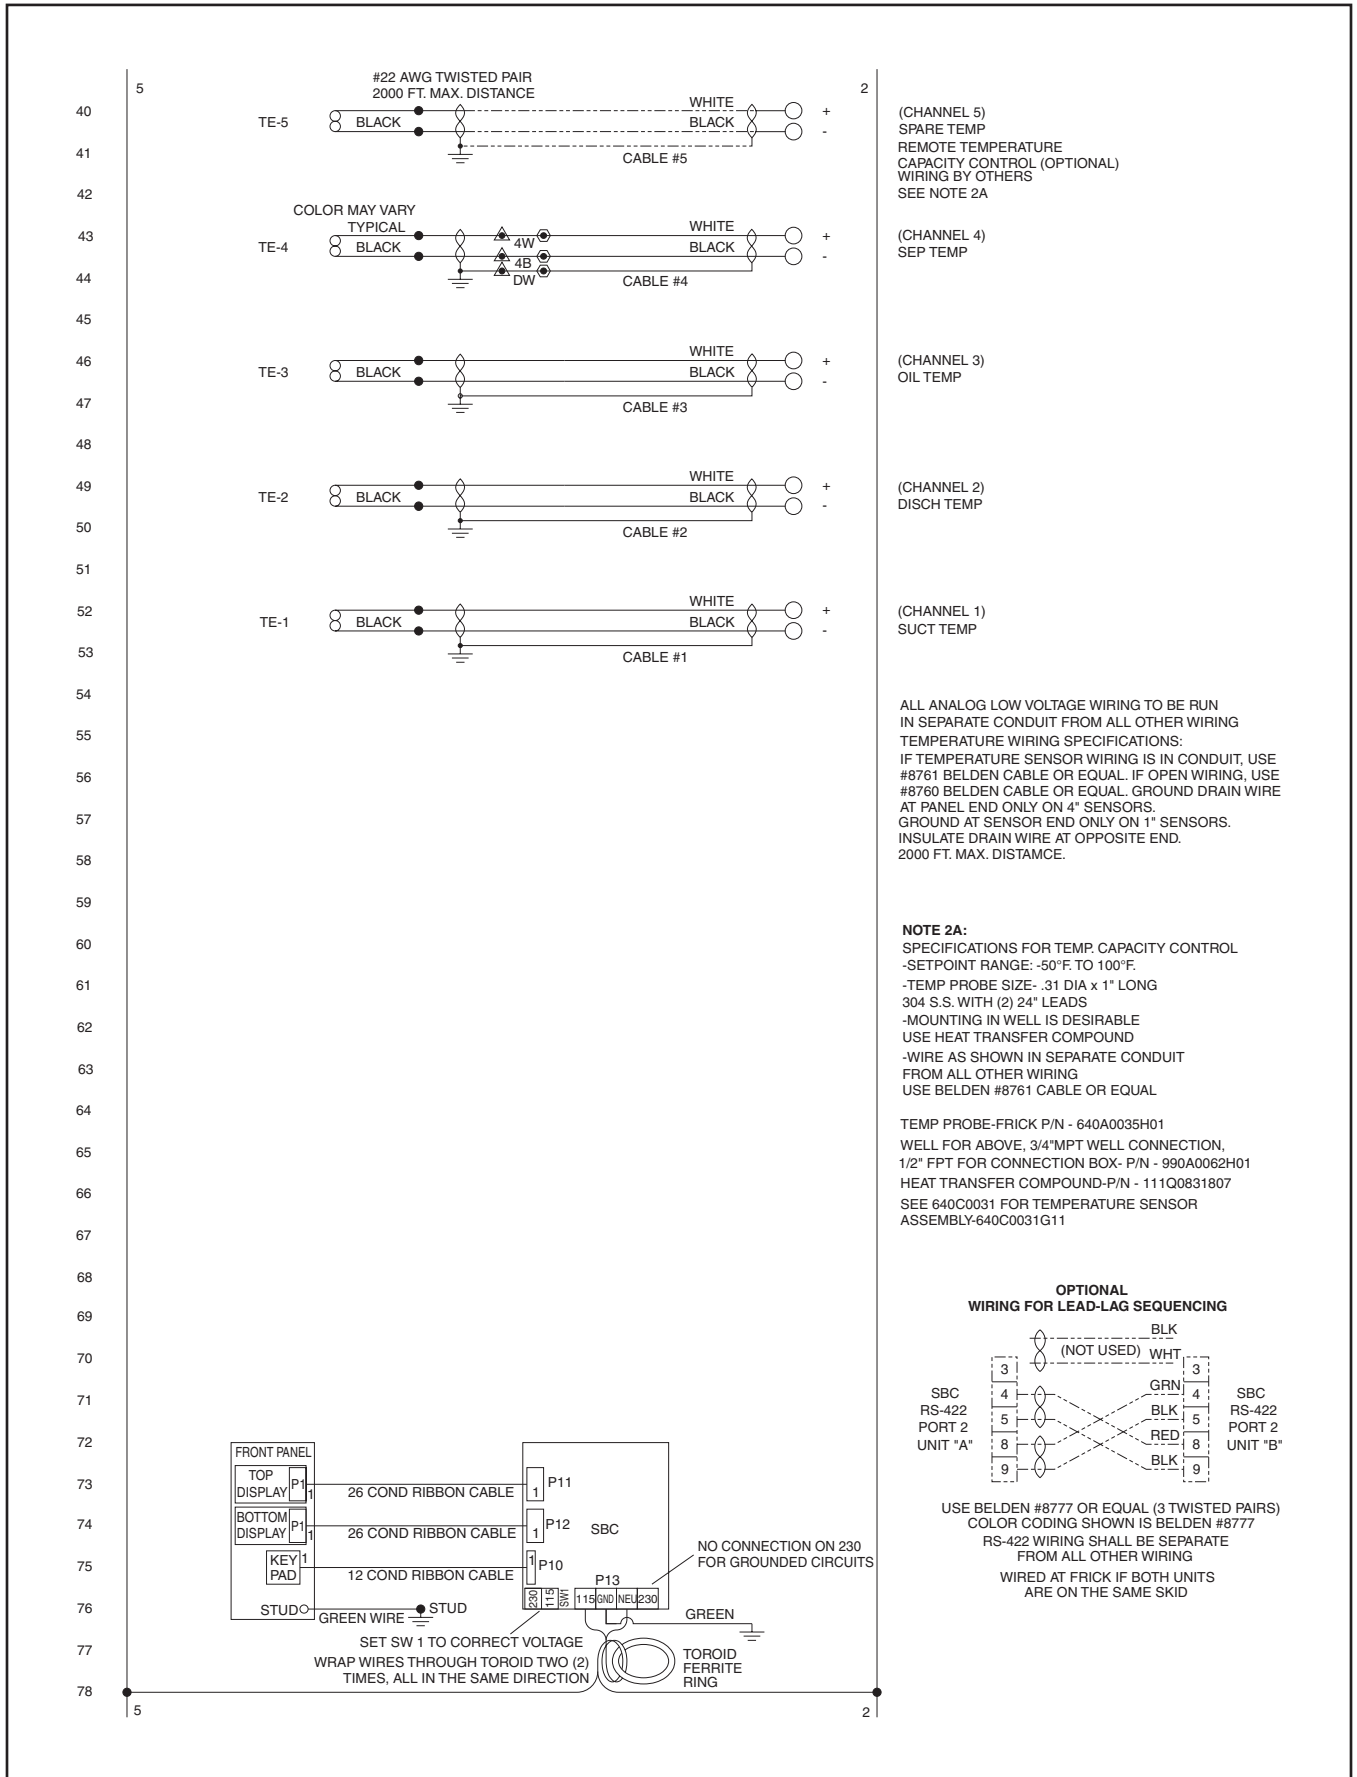 5
2
#22 AWG TWISTED PAIR
2000 FT. MAX. DISTANCE
40
TE-5
BLACK
WHITE
BLACK
+
-
(CHANNEL 5)
SPARE TEMP
41
CABLE #5
REMOTE TEMPERATURE
CAPACITY CONTROL (OPTIONAL)
WIRING BY OTHERS
42
SEE NOTE 2A
COLOR MAY VARY
TYPICAL
43
TE-4
BLACK
4W
4B
DW
WHITE
BLACK
+
-
(CHANNEL 4)
SEP TEMP
44
CABLE #4
45
46
TE-3
BLACK
WHITE
BLACK
+
-
(CHANNEL 3)
OIL TEMP
47
CABLE #3
48
49
TE-2
BLACK
WHITE
BLACK
+
-
(CHANNEL 2)
DISCH TEMP
50
CABLE #2
51
52
TE-1
BLACK
WHITE
BLACK
+
-
(CHANNEL 1)
SUCT TEMP
53
CABLE #1
54
55
56
57
58
59
60
61
62
63
64
65
66
67
68
69
70
71
72
73
74
75
76
77
78
ALL ANALOG LOW VOLTAGE WIRING TO BE RUN
IN SEPARATE CONDUIT FROM ALL OTHER WIRING
TEMPERATURE WIRING SPECIFICATIONS:
IF TEMPERATURE SENSOR WIRING IS IN CONDUIT, USE
#8761 BELDEN CABLE OR EQUAL. IF OPEN WIRING, USE
#8760 BELDEN CABLE OR EQUAL. GROUND DRAIN WIRE
AT PANEL END ONLY ON 4" SENSORS.
GROUND AT SENSOR END ONLY ON 1" SENSORS.
INSULATE DRAIN WIRE AT OPPOSITE END.
2000 FT. MAX. DISTAMCE.
NOTE 2A:
SPECIFICATIONS FOR TEMP. CAPACITY CONTROL
-SETPOINT RANGE: -50°F. TO 100°F.
-TEMP PROBE SIZE- .31 DIA x 1" LONG
304 S.S. WITH (2) 24" LEADS
-MOUNTING IN WELL IS DESIRABLE
USE HEAT TRANSFER COMPOUND
-WIRE AS SHOWN IN SEPARATE CONDUIT
FROM ALL OTHER WIRING
USE BELDEN #8761 CABLE OR EQUAL
TEMP PROBE-FRICK P/N - 640A0035H01
WELL FOR ABOVE, 3/4"MPT WELL CONNECTION,
1/2" FPT FOR CONNECTION BOX- P/N - 990A0062H01
HEAT TRANSFER COMPOUND-P/N - 111Q0831807
SEE 640C0031 FOR TEMPERATURE SENSOR
ASSEMBLY-640C0031G11
OPTIONAL
WIRING FOR LEAD-LAG SEQUENCING
BLK
(NOT USED) WHT
3
3
GRN
4
4
BLK
5
5
RED
8
8
BLK
9
9
SBC
RS-422
PORT 2
UNIT "A"
SBC
RS-422
PORT 2
UNIT "B"
USE BELDEN #8777 OR EQUAL (3 TWISTED PAIRS)
COLOR CODING SHOWN IS BELDEN #8777
RS-422 WIRING SHALL BE SEPARATE
FROM ALL OTHER WIRING
WIRED AT FRICK IF BOTH UNITS
ARE ON THE SAME SKID
FRONT PANEL
TOP
DISPLAY
P1
1
26 COND RIBBON CABLE
1
P11
BOTTOM
DISPLAY
P1
1
26 COND RIBBON CABLE
1
P12
SBC
KEY
PAD
1
12 COND RIBBON CABLE
1
P10
NO CONNECTION ON 230
FOR GROUNDED CIRCUITS
P13
230
115
SW1
115
GND
NEU
230
STUD
GREEN WIRE
STUD
GREEN
SET SW 1 TO CORRECT VOLTAGE
WRAP WIRES THROUGH TOROID TWO (2)
TIMES, ALL IN THE SAME DIRECTION
TOROID
FERRITE
RING
5
2